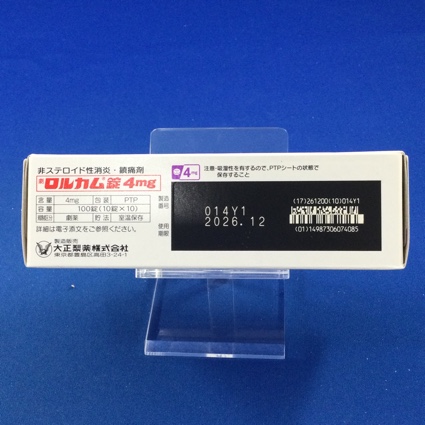 非ステロイド性消炎・鎮痛剤
ロルカム錠4mg
含量 4mg 包装 PTP
容量 100錠(10錠×10)
規制区分 劇薬 貯法 室温保存
詳細は電子添文をご参照ください。
製造販売
大正製薬株式会社
東京都豊島区高田3-24-1
4mg
注意-吸湿性を有するので、PTPシートの状態で
保存すること
製造番号
014Y1
使用期限
2026.12
(17)261200(10)014Y1
(01)14987306074085